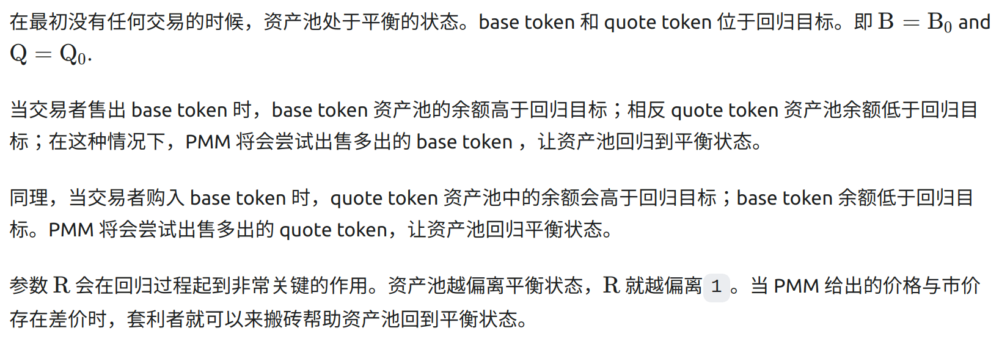 在最初没有任何交易的时候，资产池处于平衡的状态。base token 和 quote token 位于回归目标。即 B = B₀ and
Q = Q₀.
当交易者售出 base token 时，base token 资产池的余额高于回归目标；相反 quote token 资产池余额低于回归目
标；在这种情况下，PMM 将会尝试出售多出的 base token ，让资产池回归到平衡状态。
同理，当交易者购入 base token 时，quote token 资产池中的余额会高于回归目标；base token 余额低于回归目
标。PMM 将会尝试出售多出的 quote token，让资产池回归平衡状态。
参数 R 会在回归过程起到非常关键的作用。资产池越偏离平衡状态，R 就越偏离 1 。当 PMM 给出的价格与市价
存在差价时，套利者就可以来搬砖帮助资产池回到平衡状态。